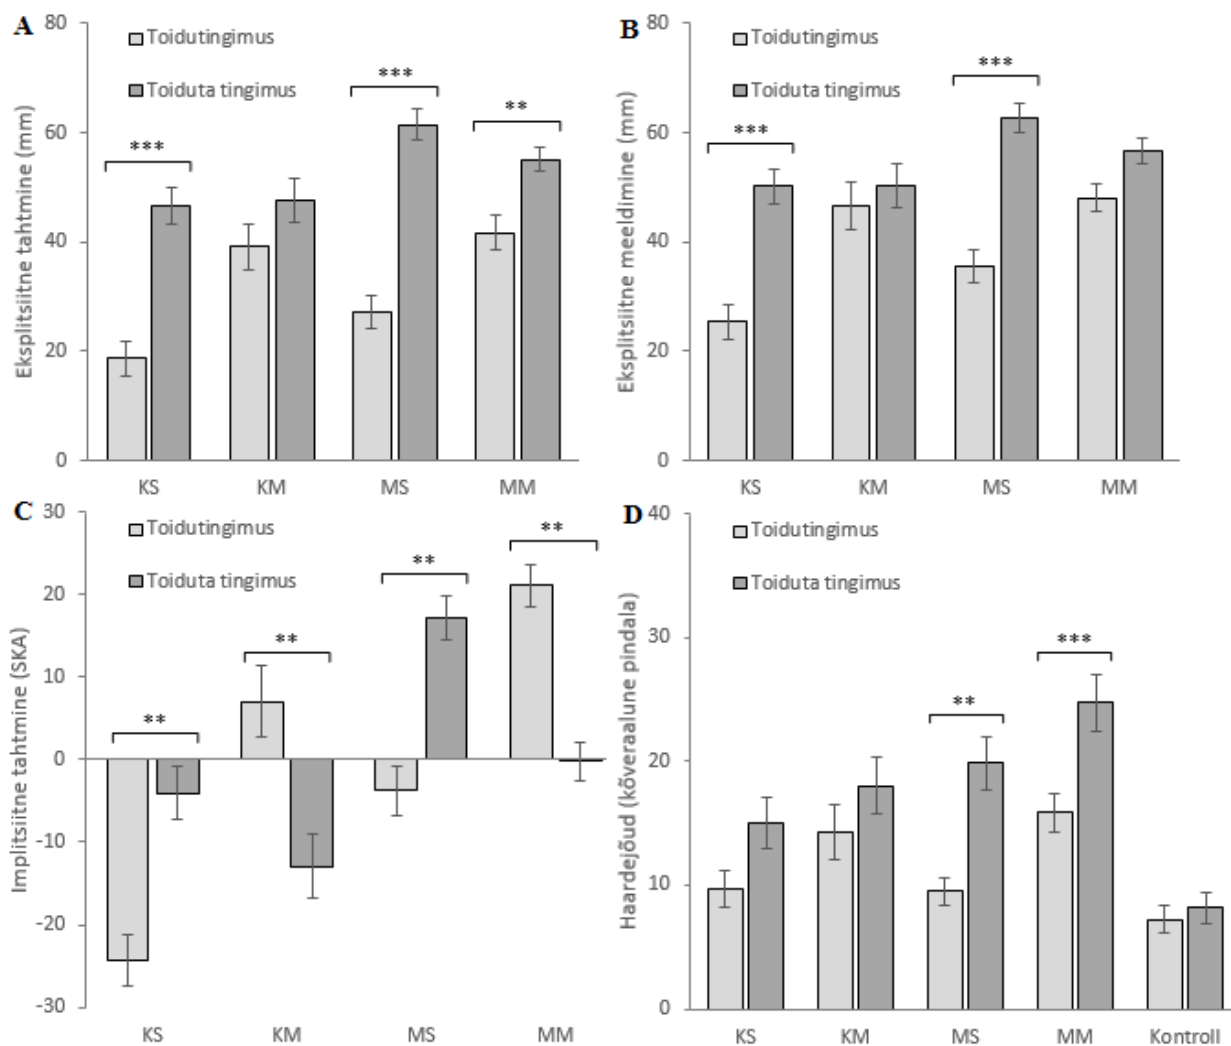 A
Eksplitsiitne tahtmine (mm)
80
60
40
20
0
Toidutingimus
Toiduta tingimus
***
***
**
KS KM MS MM
B
Eksplitsiitne meeldimine (mm)
80
60
40
20
0
Toidutingimus
Toiduta tingimus
***
***
KS KM MS MM
C
Implitsiitne tahtmine (SKA)
30
20
10
0
-10
-20
-30
Toidutingimus
Toiduta tingimus
**
**
**
**
KS KM MS MM
D
Haardejõud (kõveraalune pindala)
40
30
20
10
0
Toidutingimus
Toiduta tingimus
**
***
KS KM MS MM Kontroll